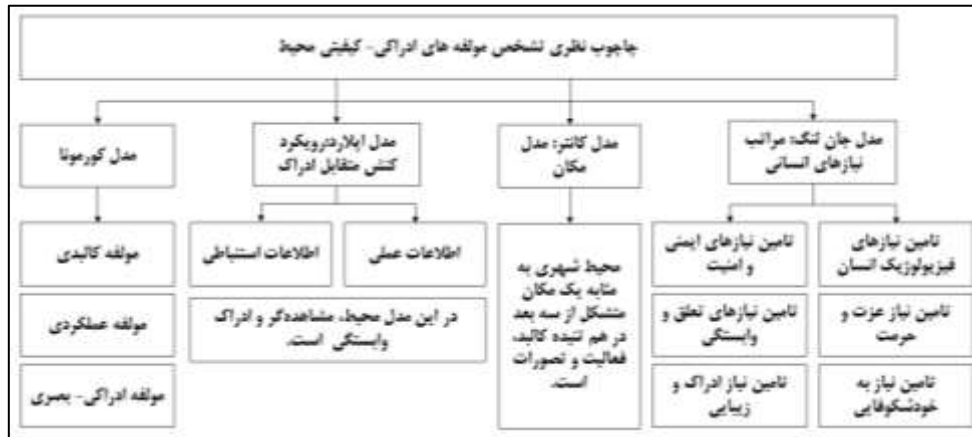 چاچوب نظری تشخص مولفه های ادراکی- کیفیتی محیط
مدل جان لنگ: مراتب
نیازهای انسانی
تامین نیازهای
فیزیولوژیک انسان
تامین نیازهای ایمنی
و امنیت
تامین نیاز عزت و
حرمت
تامین نیازهای تعلق و
وابستگی
تامین نیاز به
خودشکوفایی
تامین نیاز ادراک و
زیبایی
مدل کانتر: مدل
مکان
محیط شهری به
مثابه یک مکان
متشکل از سه بعد
در هم تنیده کالبد،
فعالیت و تصورات
است.
مدل اپلارد:رویکرد
کنش متقابل ادراک
اطلاعات عملی
اطلاعات استنباطی
در این مدل محیط، مشاهده‌گر و ادراک
وابستگی است.
مدل کورمونا
مولفه کالبدی
مولفه عملکردی
مولفه ادراکی- بصری